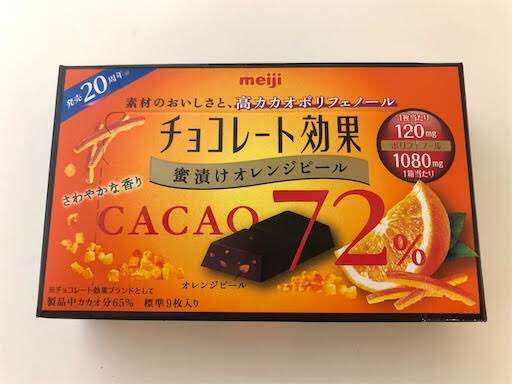 発売20周年※
meiji
素材のおいしさと、高カカオポリフェノール
チョコレート効果
蜜漬けオレンジピール
1枚当たり
120mg
ポリフェノール
1080mg
1箱当たり
さわやかな香り
CACAO 72%
オレンジピール
※チョコレート効果ブランドとして
製品中カカオ分65% 標準9枚入り